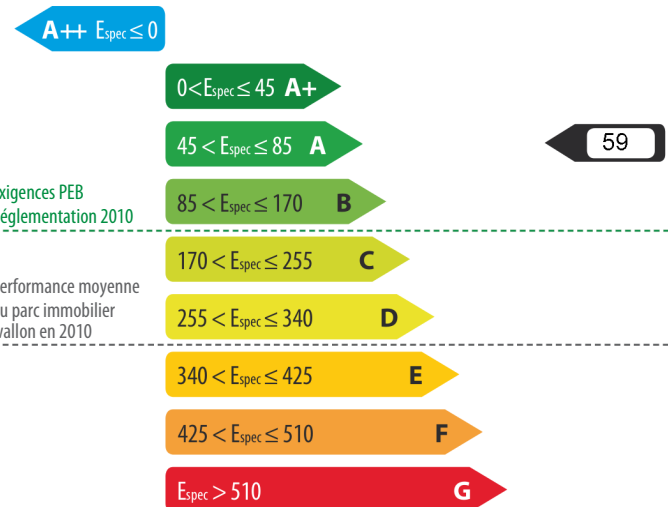 A++ Espec ≤ 0
0<Espec ≤ 45 A+
45 < Espec ≤ 85 A
59
xigences PEB
églementation 2010
85 < Espec ≤ 170 B
170 < Espec ≤ 255 C
erformance moyenne
u parc immobilier
vallon en 2010
255 < Espec ≤ 340 D
340 < Espec ≤ 425 E
425 < Espec ≤ 510 F
Espec > 510 G